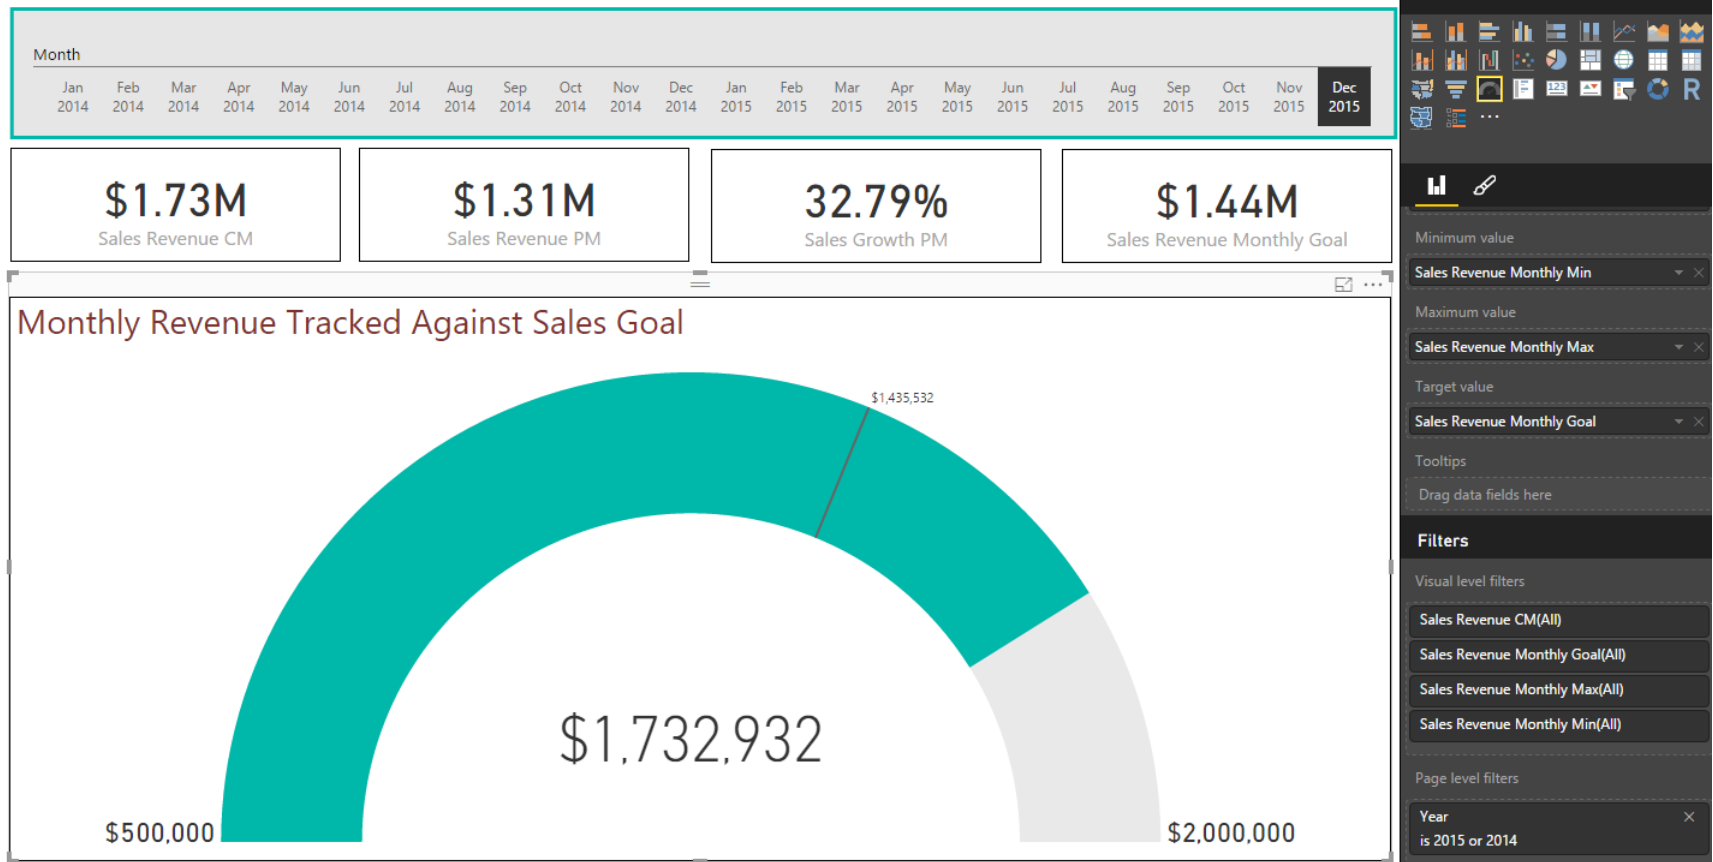 Month
Jan Feb Mar Apr May Jun Jul Aug Sep Oct Nov Dec Jan Feb Mar Apr May Jun Jul Aug Sep Oct Nov Dec
2014 2014 2014 2014 2014 2014 2014 2014 2014 2014 2014 2014 2015 2015 2015 2015 2015 2015 2015 2015 2015 2015 2015 2015
$1.73M
Sales Revenue CM
$1.31M
Sales Revenue PM
32.79%
Sales Growth PM
$1.44M
Sales Revenue Monthly Goal
Monthly Revenue Tracked Against Sales Goal
$1,435,532
$1,732,932
$500,000
$2,000,000
123
R
Minimum value
Sales Revenue Monthly Min
Maximum value
Sales Revenue Monthly Max
Target value
Sales Revenue Monthly Goal
Tooltips
Drag data fields here
Filters
Visual level filters
Sales Revenue CM(All)
Sales Revenue Monthly Goal(All)
Sales Revenue Monthly Max(All)
Sales Revenue Monthly Min(All)
Page level filters
Year
is 2015 or 2014